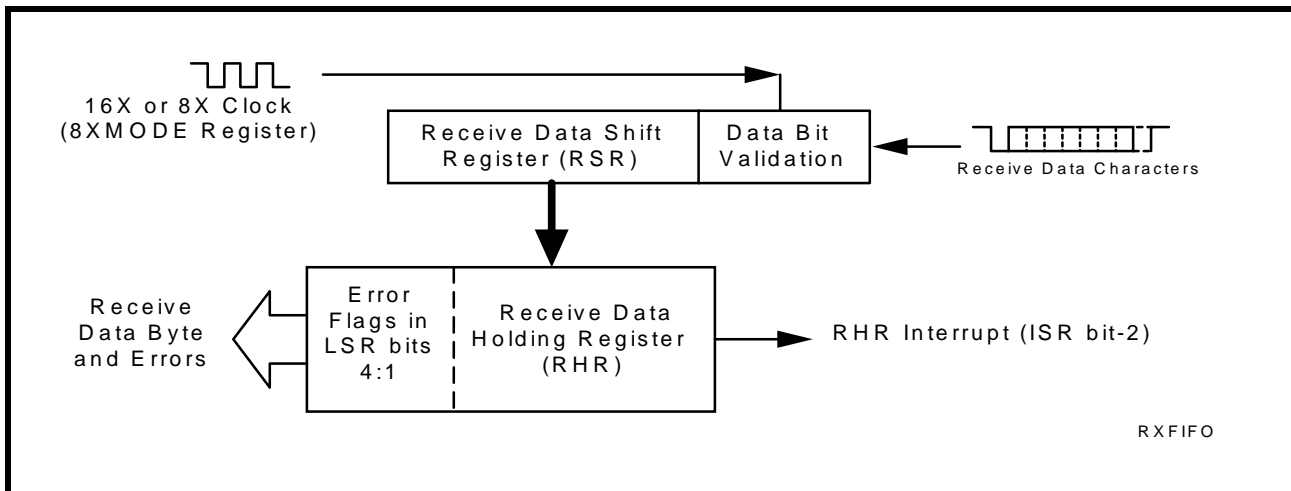 16X or 8X Clock
(8XMODE Register)
Receive Data Shift
Register (RSR)
Data Bit
Validation
Receive Data Characters
Receive
Data Byte
and Errors
Error
Flags in
LSR bits
4:1
Receive Data
Holding Register
(RHR)
RHR Interrupt (ISR bit-2)
RXFIFO